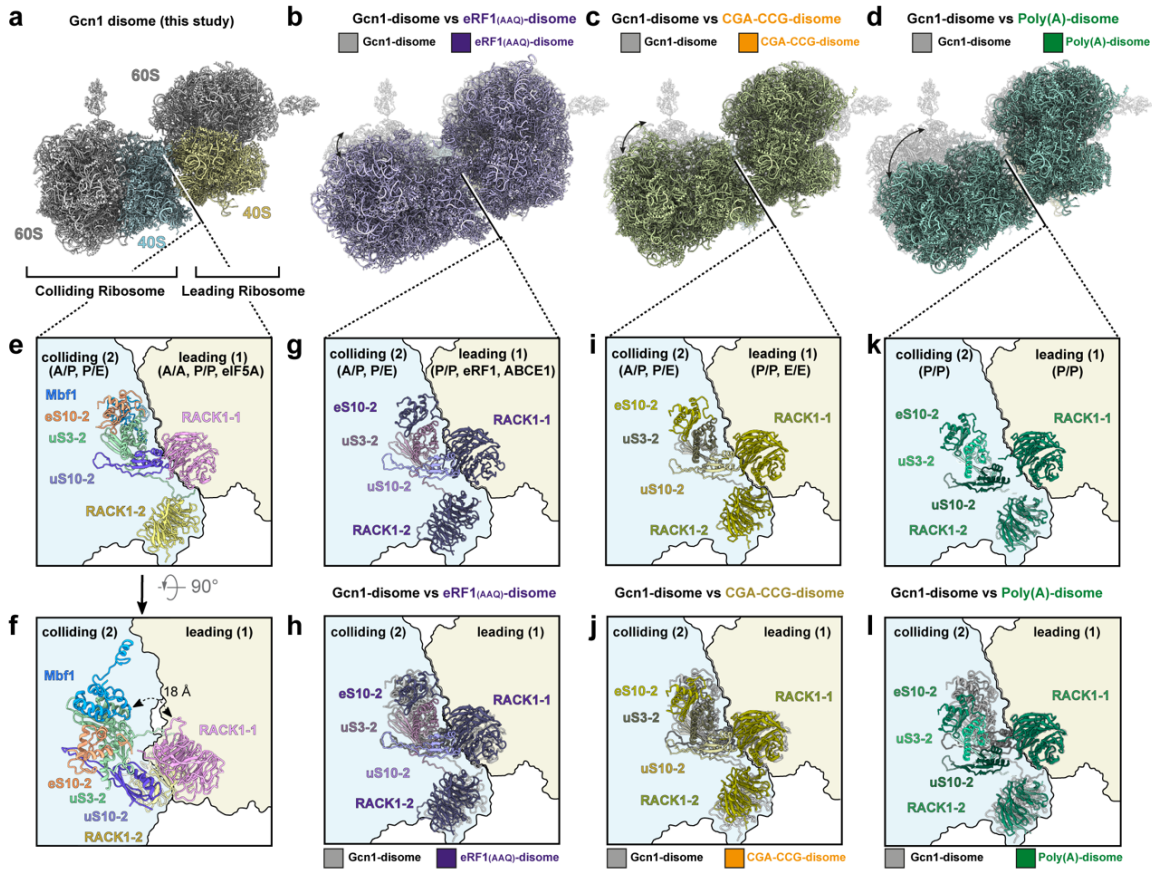 a
Gcn1 disome (this study)
60S
60S
40S
40S
Colliding Ribosome
Leading Ribosome
b
Gcn1-disome vs eRF1(AAQ)-disome
Gcn1-disome
eRF1(AAQ)-disome
c
Gcn1-disome vs CGA-CCG-disome
Gcn1-disome
CGA-CCG-disome
d
Gcn1-disome vs Poly(A)-disome
Gcn1-disome
Poly(A)-disome
e
colliding (2)
(A/P, P/E)
leading (1)
(A/A, P/P, eIF5A)
Mbf1
eS10-2
uS3-2
uS10-2
RACK1-1
RACK1-2
g
colliding (2)
(A/P, P/E)
leading (1)
(P/P, eRF1, ABCE1)
eS10-2
RACK1-1
uS3-2
uS10-2
RACK1-2
i
colliding (2)
(A/P, P/E)
leading (1)
(P/P, E/E)
eS10-2
RACK1-1
uS3-2
uS10-2
RACK1-2
k
colliding (2)
(P/P)
leading (1)
(P/P)
eS10-2
RACK1-1
uS3-2
uS10-2
RACK1-2
90°
f
colliding (2)
leading (1)
Mbf1
18 Å
RACK1-1
eS10-2
uS3-2
uS10-2
RACK1-2
Gcn1-disome vs eRF1(AAQ)-disome
h
colliding (2)
leading (1)
eS10-2
RACK1-1
uS3-2
uS10-2
RACK1-2
Gcn1-disome
eRF1(AAQ)-disome
Gcn1-disome vs CGA-CCG-disome
j
colliding (2)
leading (1)
eS10-2
RACK1-1
uS3-2
uS10-2
RACK1-2
Gcn1-disome
CGA-CCG-disome
Gcn1-disome vs Poly(A)-disome
l
colliding (2)
leading (1)
eS10-2
RACK1-1
uS3-2
uS10-2
RACK1-2
Gcn1-disome
Poly(A)-disome